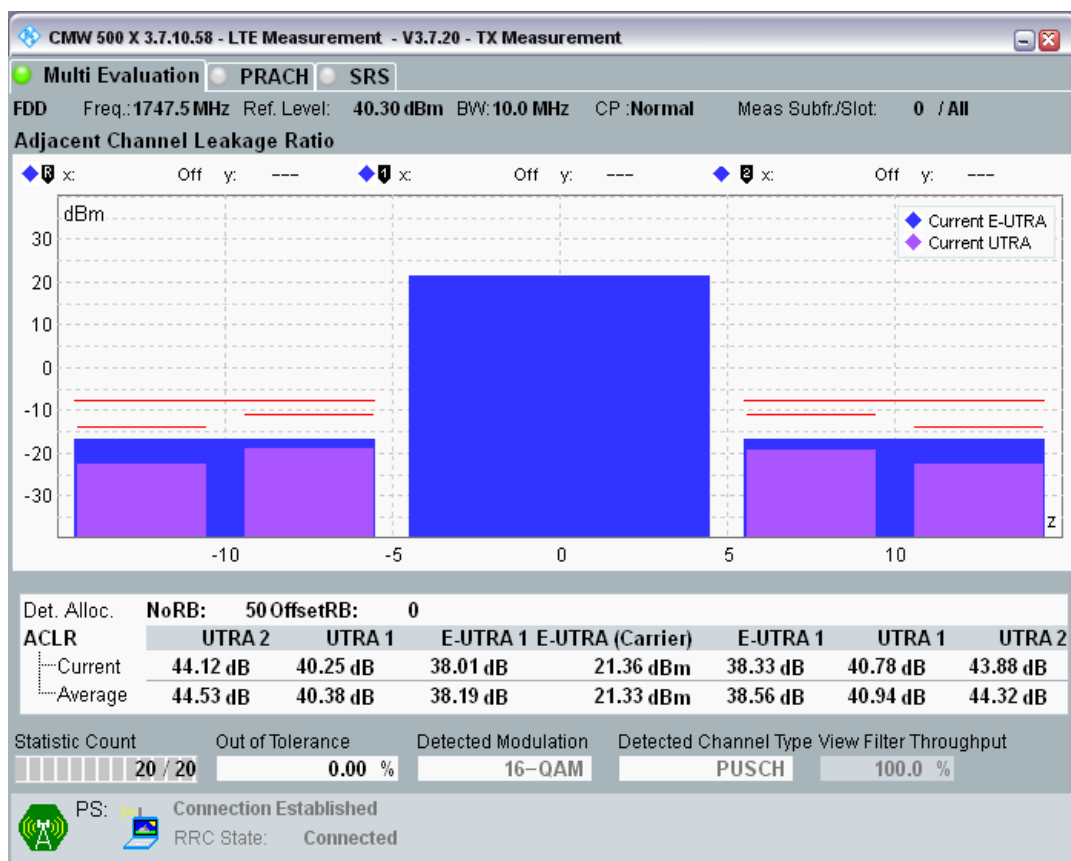 CMW 500 X 3.7.10.58 - LTE Measurement - V3.7.20 - TX Measurement
Multi Evaluation PRACH SRS
FDD Freq.: 1747.5 MHz Ref. Level: 40.30 dBm BW: 10.0 MHz CP : Normal Meas Subfr./Slot: 0 / All
Adjacent Channel Leakage Ratio
R x: Off y: --- 1 x: Off y: --- 2 x: Off y: ---
dBm
Current E-UTRA
Current UTRA
30
20
10
0
-10
-20
-30
z
-10 -5 0 5 10
Det. Alloc. NoRB: 50 OffsetRB: 0
ACLR UTRA 2 UTRA 1 E-UTRA 1 E-UTRA (Carrier) E-UTRA 1 UTRA 1 UTRA 2
Current 44.12 dB 40.25 dB 38.01 dB 21.36 dBm 38.33 dB 40.78 dB 43.88 dB
Average 44.53 dB 40.38 dB 38.19 dB 21.33 dBm 38.56 dB 40.94 dB 44.32 dB
Statistic Count Out of Tolerance Detected Modulation Detected Channel Type View Filter Throughput
20 / 20 0.00 % 16-QAM PUSCH 100.0 %
PS: Connection Established
RRC State: Connected